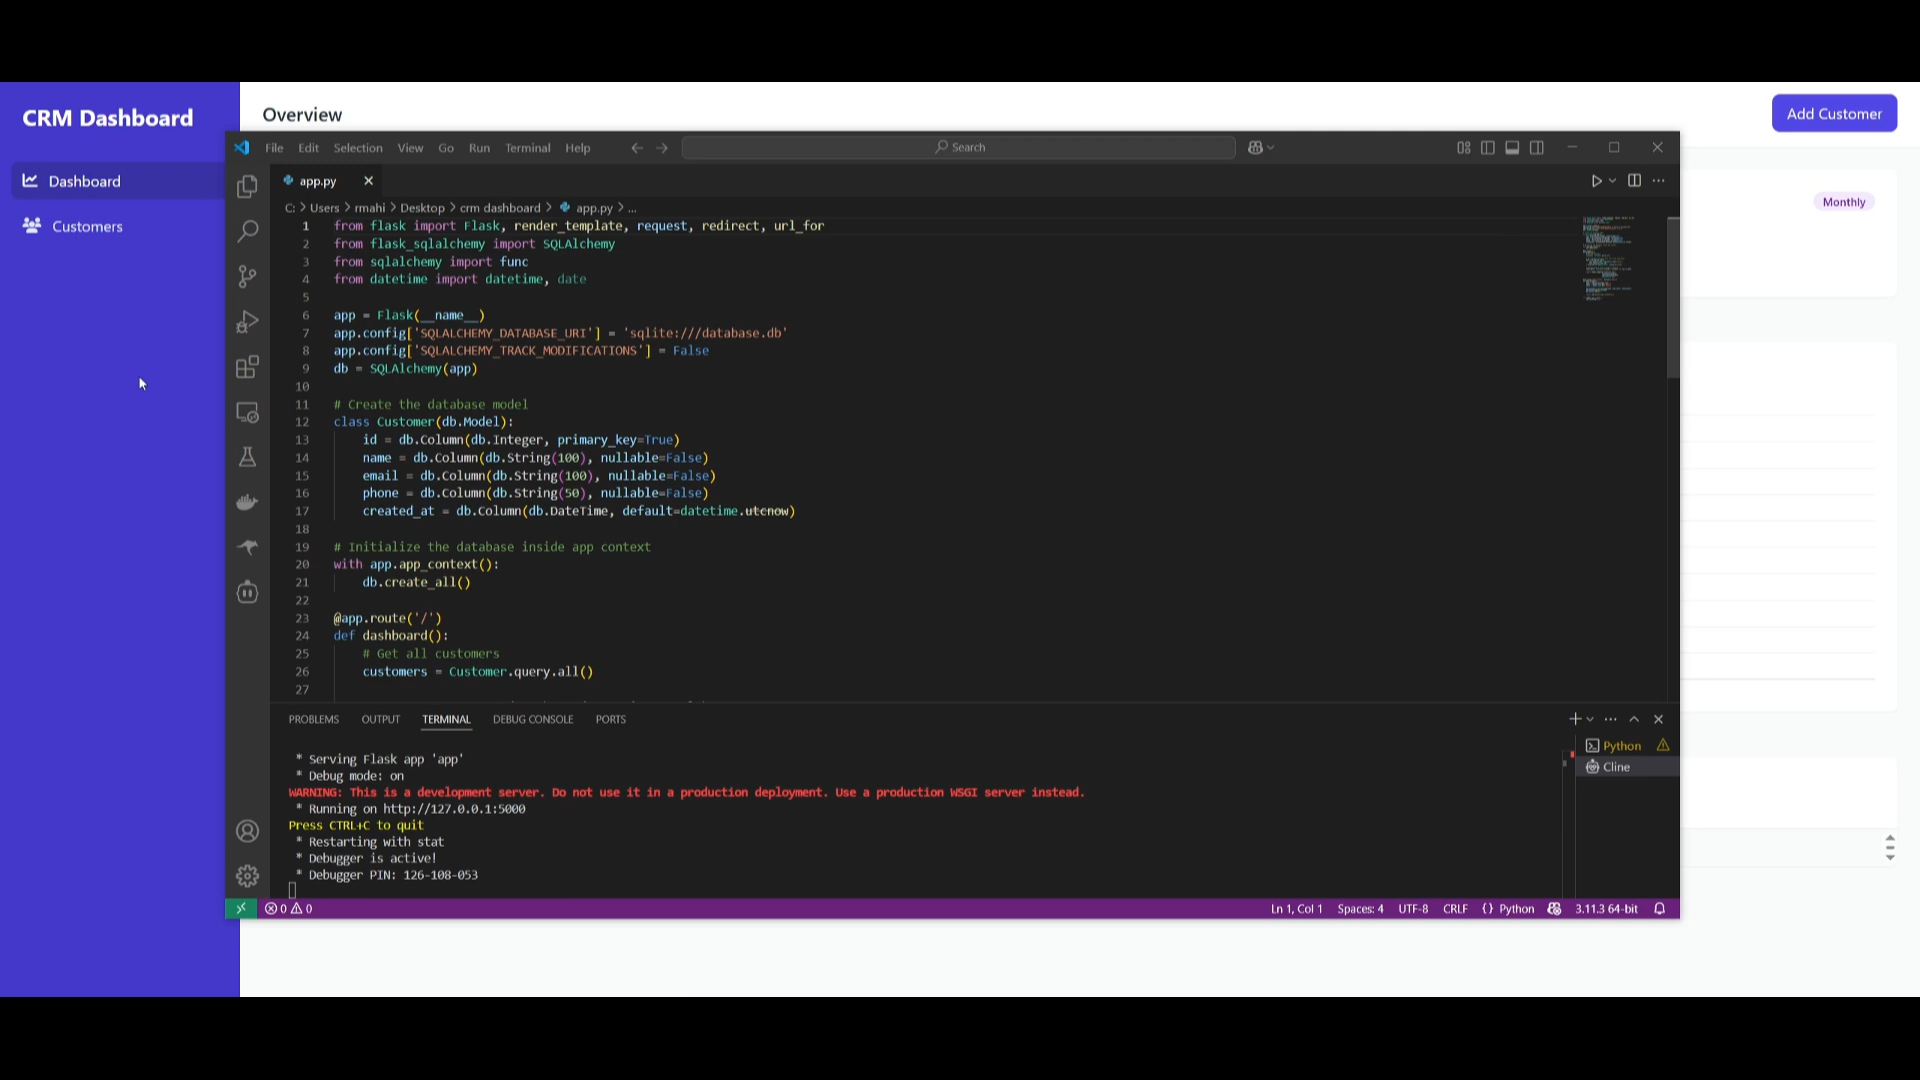 CRM Dashboard
Overview
Add Customer
File Edit Selection View Go Run Terminal Help
Search
Dashboard
Customers
Monthly
app.py
C: > Users > rmahi > Desktop > crm dashboard > app.py > ...
1 from flask import Flask, render_template, request, redirect, url_for
2 from flask_sqlalchemy import SQLAlchemy
3 from sqlalchemy import func
4 from datetime import datetime, date
5
6 app = Flask(__name__)
7 app.config['SQLALCHEMY_DATABASE_URI'] = 'sqlite:///database.db'
8 app.config['SQLALCHEMY_TRACK_MODIFICATIONS'] = False
9 db = SQLAlchemy(app)
10
11 # Create the database model
12 class Customer(db.Model):
13 id = db.Column(db.Integer, primary_key=True)
14 name = db.Column(db.String(100), nullable=False)
15 email = db.Column(db.String(100), nullable=False)
16 phone = db.Column(db.String(50), nullable=False)
17 created_at = db.Column(db.DateTime, default=datetime.utcnow)
18
19 # Initialize the database inside app context
20 with app.app_context():
21 db.create_all()
22
23 @app.route('/')
24 def dashboard():
25 # Get all customers
26 customers = Customer.query.all()
27
PROBLEMS OUTPUT TERMINAL DEBUG CONSOLE PORTS
* Serving Flask app 'app'
* Debug mode: on
WARNING: This is a development server. Do not use it in a production deployment. Use a production WSGI server instead.
* Running on http://127.0.0.1:5000
Press CTRL+C to quit
* Restarting with stat
* Debugger is active!
* Debugger PIN: 126-108-053
Python
Cline
0 0
Ln 1, Col 1 Spaces: 4 UTF-8 CRLF {} Python 3.11.3 64-bit